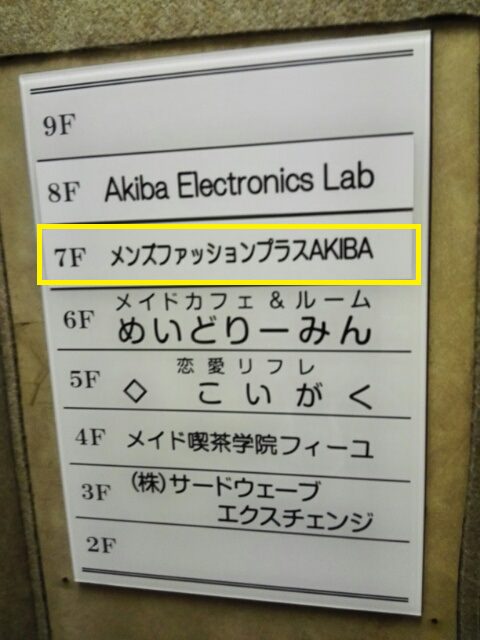 9F
8F Akiba Electronics Lab
7F メンズファッションプラスAKIBA
6F メイドカフェ & ルーム
めいどりーみん
5F 恋愛リフレ
◇ こいがく
4F メイド喫茶学院フィーユ
3F (株)サードウェーブ
エクスチェンジ
2F